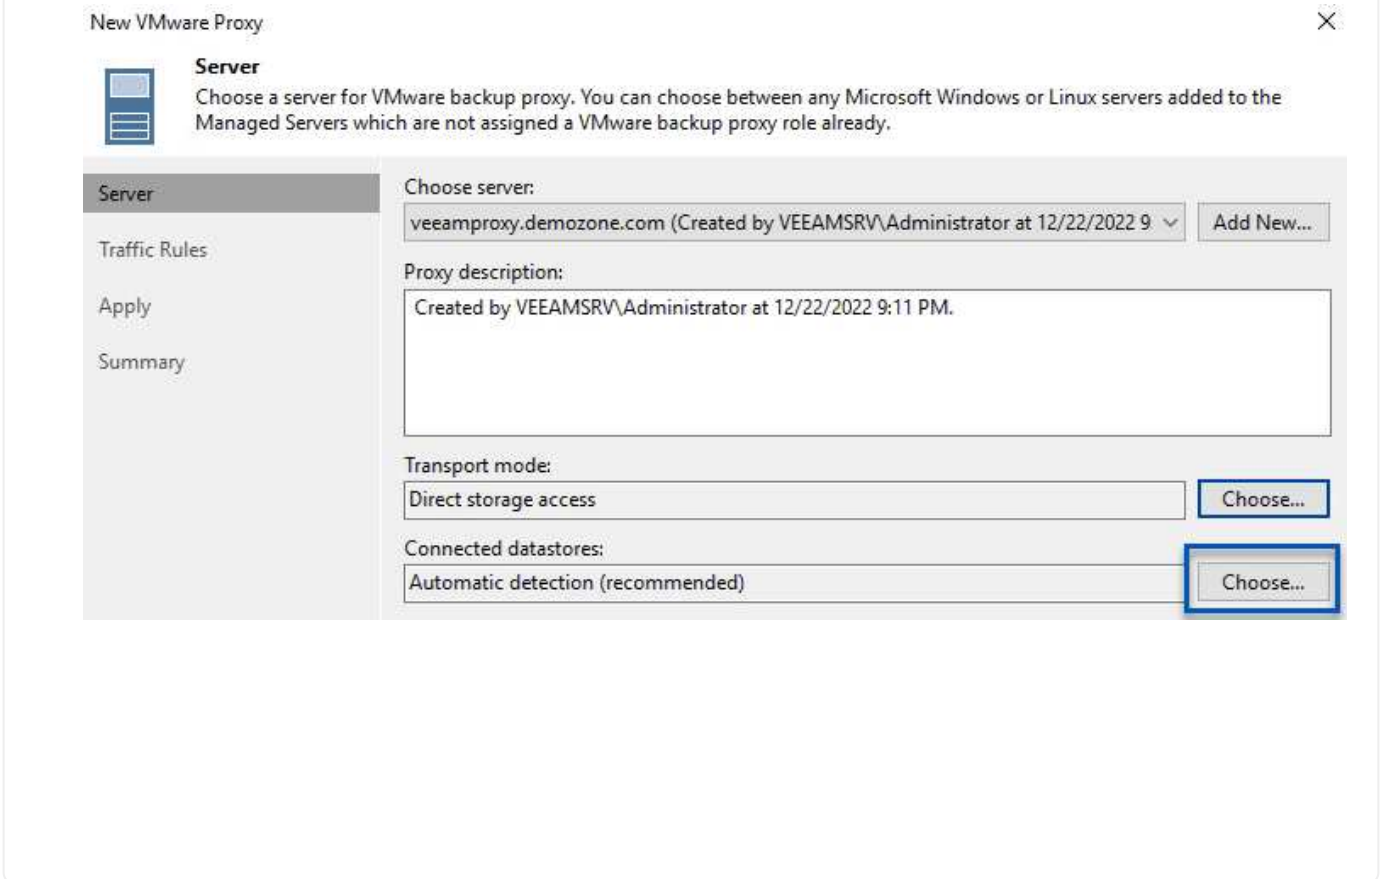 New VMware Proxy
Server
Choose a server for VMware backup proxy. You can choose between any Microsoft Windows or Linux servers added to the
Managed Servers which are not assigned a VMware backup proxy role already.
Server
Traffic Rules
Apply
Summary
Choose server:
veeamproxy.demozone.com (Created by VEEAMSRV\Administrator at 12/22/2022 9
Add New...
Proxy description:
Created by VEEAMSRV\Administrator at 12/22/2022 9:11 PM.
Transport mode:
Direct storage access
Choose...
Connected datastores:
Automatic detection (recommended)
Choose...